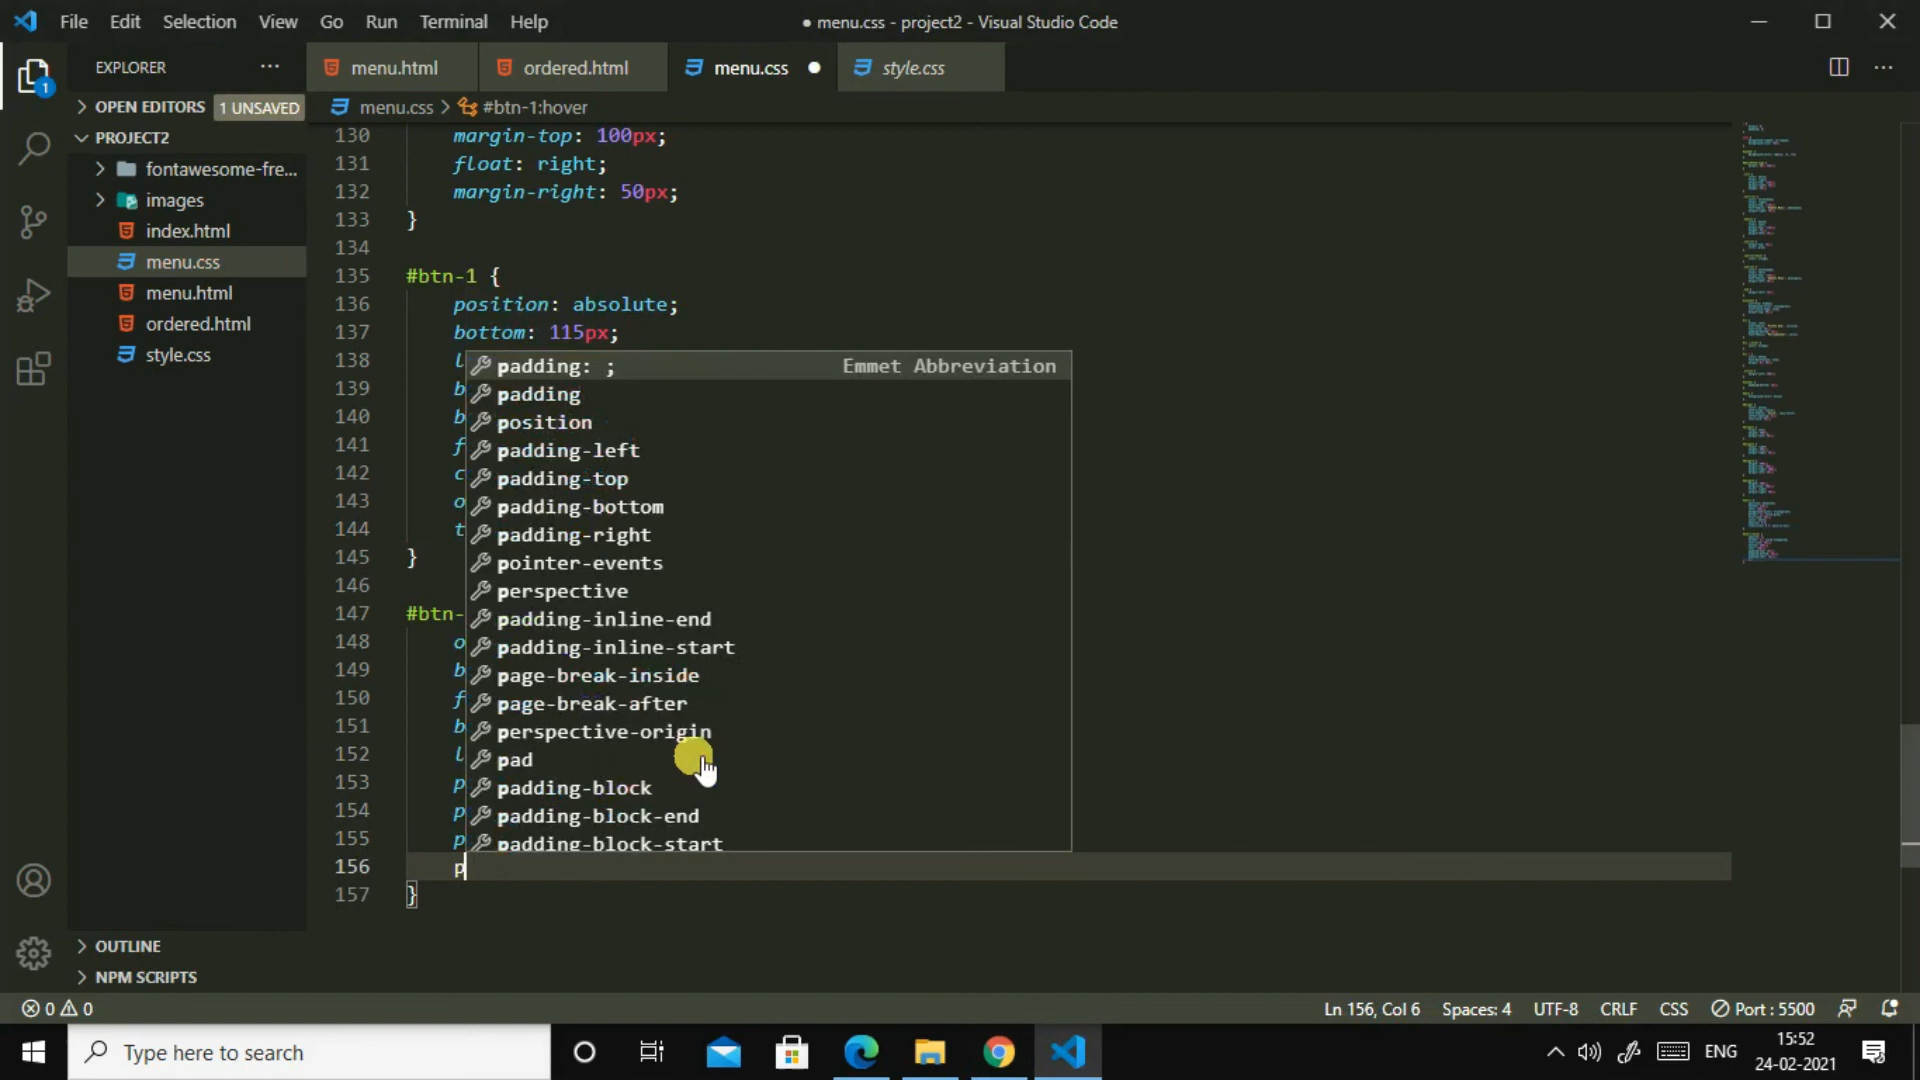 File Edit Selection View Go Run Terminal Help
● menu.css - project2 - Visual Studio Code
EXPLORER
menu.html
ordered.html
menu.css
style.css
OPEN EDITORS 1 UNSAVED
menu.css > #btn-1:hover
PROJECT2
fontawesome-fre...
images
index.html
menu.css
menu.html
ordered.html
style.css
130 margin-top: 100px;
131 float: right;
132 margin-right: 50px;
133 }
134
135 #btn-1 {
136 position: absolute;
137 bottom: 115px;
138 l
139 b
140 b
141 f
142 c
143 o
144 t
145 }
146
147 #btn-
148 o
149 b
150 f
151 b
152 l
153 p
154 p
155 p
156 p
157 }
padding: ; Emmet Abbreviation
padding
position
padding-left
padding-top
padding-bottom
padding-right
pointer-events
perspective
padding-inline-end
padding-inline-start
page-break-inside
page-break-after
perspective-origin
pad
padding-block
padding-block-end
padding-block-start
OUTLINE
NPM SCRIPTS
1
0 0
Ln 156, Col 6 Spaces: 4 UTF-8 CRLF CSS Port : 5500
Type here to search
ENG
15:52
24-02-2021